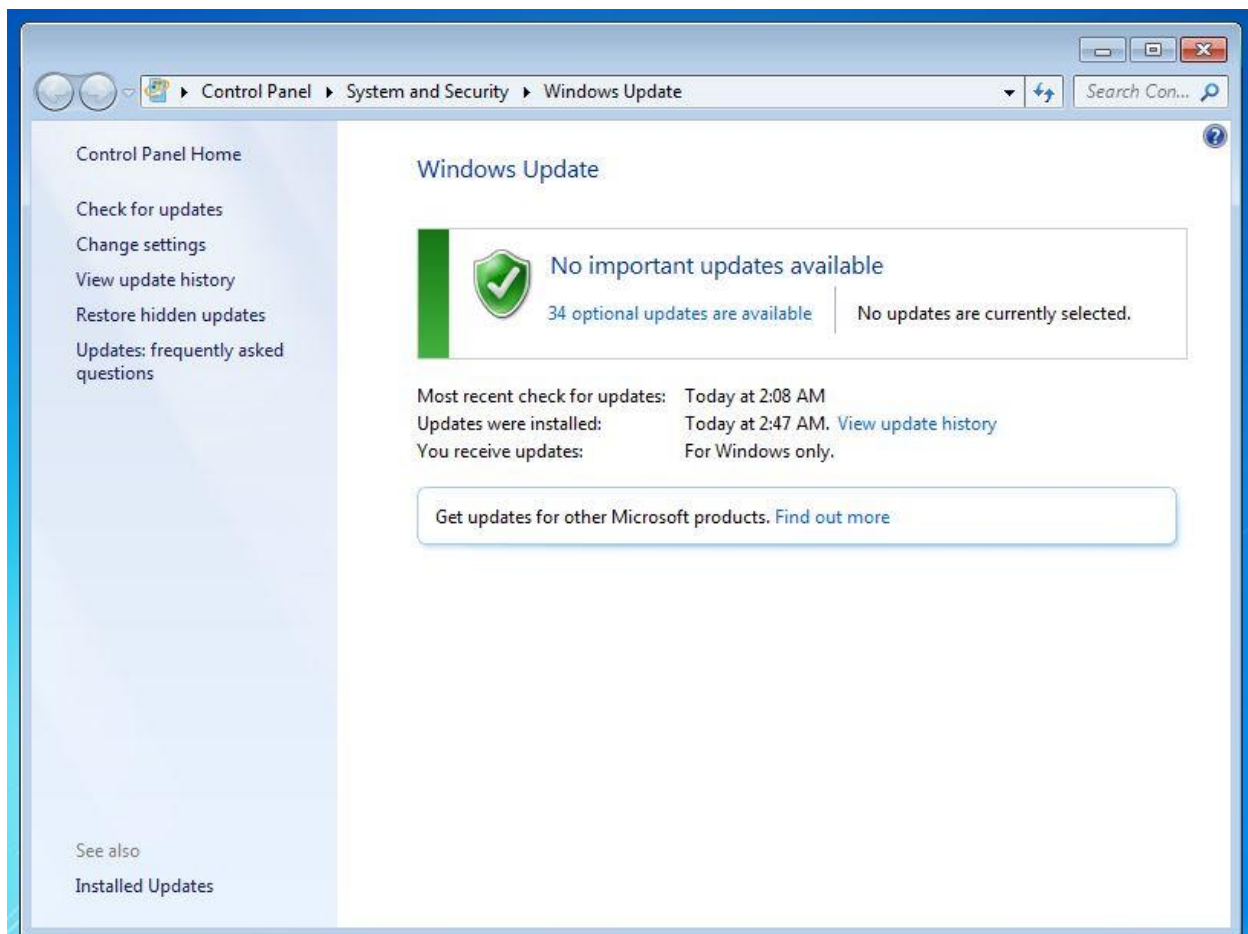 Control Panel ▸ System and Security ▸ Windows Update
Search Con...
Control Panel Home
Check for updates
Change settings
View update history
Restore hidden updates
Updates: frequently asked
questions
See also
Installed Updates
Windows Update
No important updates available
34 optional updates are available
No updates are currently selected.
Most recent check for updates: Today at 2:08 AM
Updates were installed: Today at 2:47 AM. View update history
You receive updates: For Windows only.
Get updates for other Microsoft products. Find out more